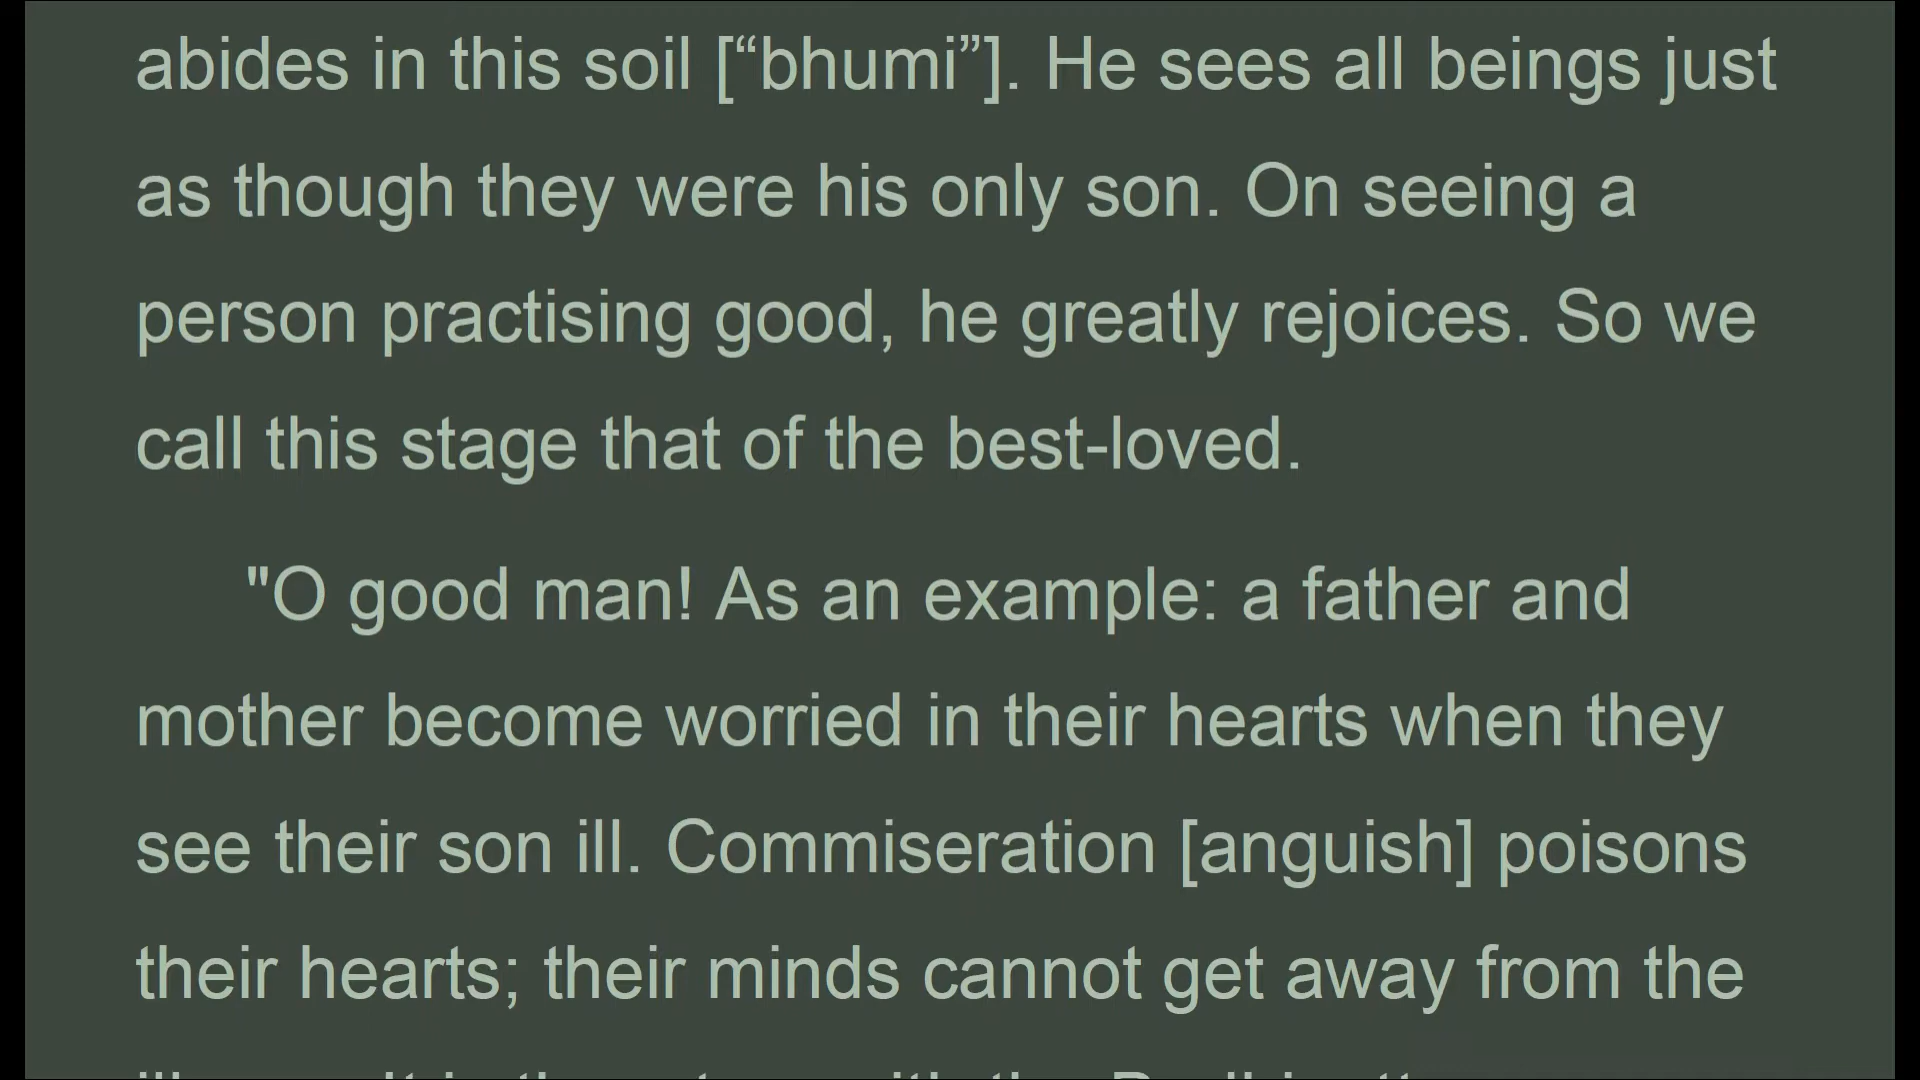 abides in this soil [“bhumi”]. He sees all beings just
as though they were his only son. On seeing a
person practising good, he greatly rejoices. So we
call this stage that of the best-loved.
"O good man! As an example: a father and
mother become worried in their hearts when they
see their son ill. Commiseration [anguish] poisons
their hearts; their minds cannot get away from the